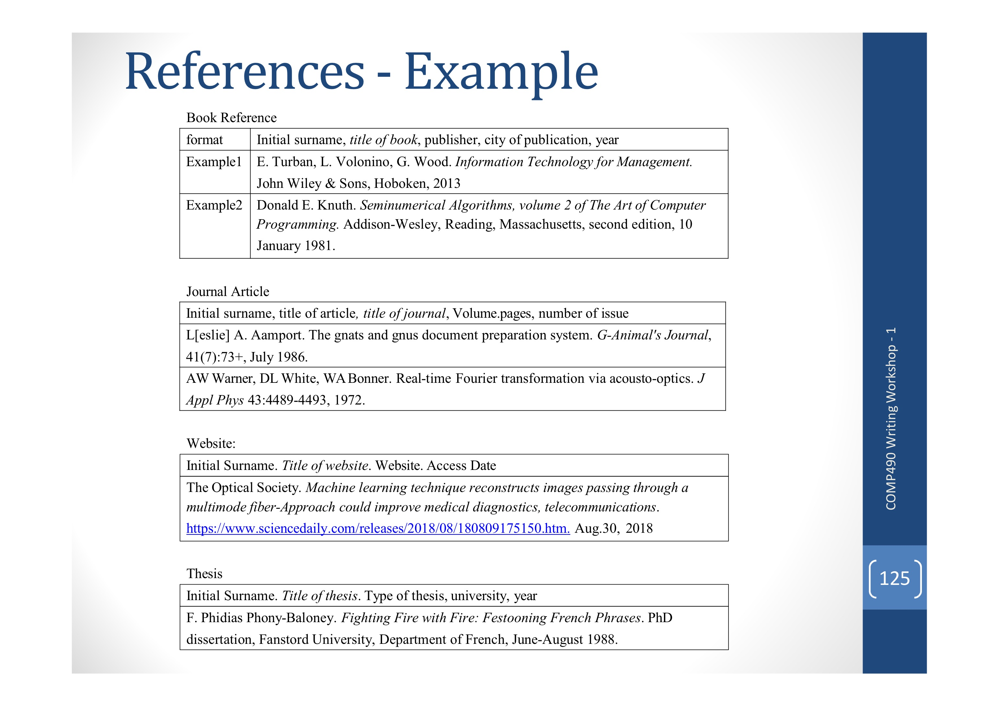 References - Example
Book Reference
format Initial surname, title of book, publisher, city of publication, year
Example1 E. Turban, L. Volonino, G. Wood. Information Technology for Management.
John Wiley & Sons, Hoboken, 2013
Example2 Donald E. Knuth. Seminumerical Algorithms, volume 2 of The Art of Computer
Programming. Addison-Wesley, Reading, Massachusetts, second edition, 10
January 1981.
Journal Article
Initial surname, title of article, title of journal, Volume.pages, number of issue
L[eslie] A. Aamport. The gnats and gnus document preparation system. G-Animal's Journal,
41(7):73+, July 1986.
AW Warner, DL White, WA Bonner. Real-time Fourier transformation via acousto-optics. J
Appl Phys 43:4489-4493, 1972.
Website:
Initial Surname. Title of website. Website. Access Date
The Optical Society. Machine learning technique reconstructs images passing through a
multimode fiber-Approach could improve medical diagnostics, telecommunications.
https://www.sciencedaily.com/releases/2018/08/180809175150.htm. Aug.30, 2018
Thesis
Initial Surname. Title of thesis. Type of thesis, university, year
F. Phidias Phony-Baloney. Fighting Fire with Fire: Festooning French Phrases. PhD
dissertation, Fanstord University, Department of French, June-August 1988.
COMP490 Writing Workshop - 1
125